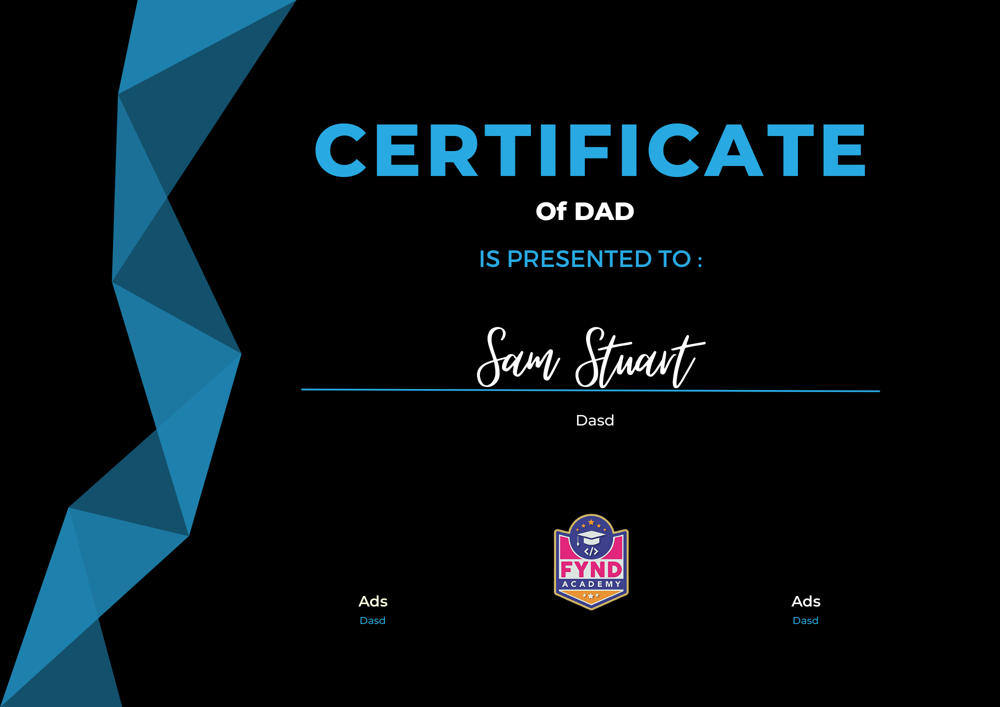 CERTIFICATE
Of DAD
IS PRESENTED TO :
Sam Stuart
Dasd
</>
FYND
ACADEMY
Ads
Dasd
Ads
Dasd